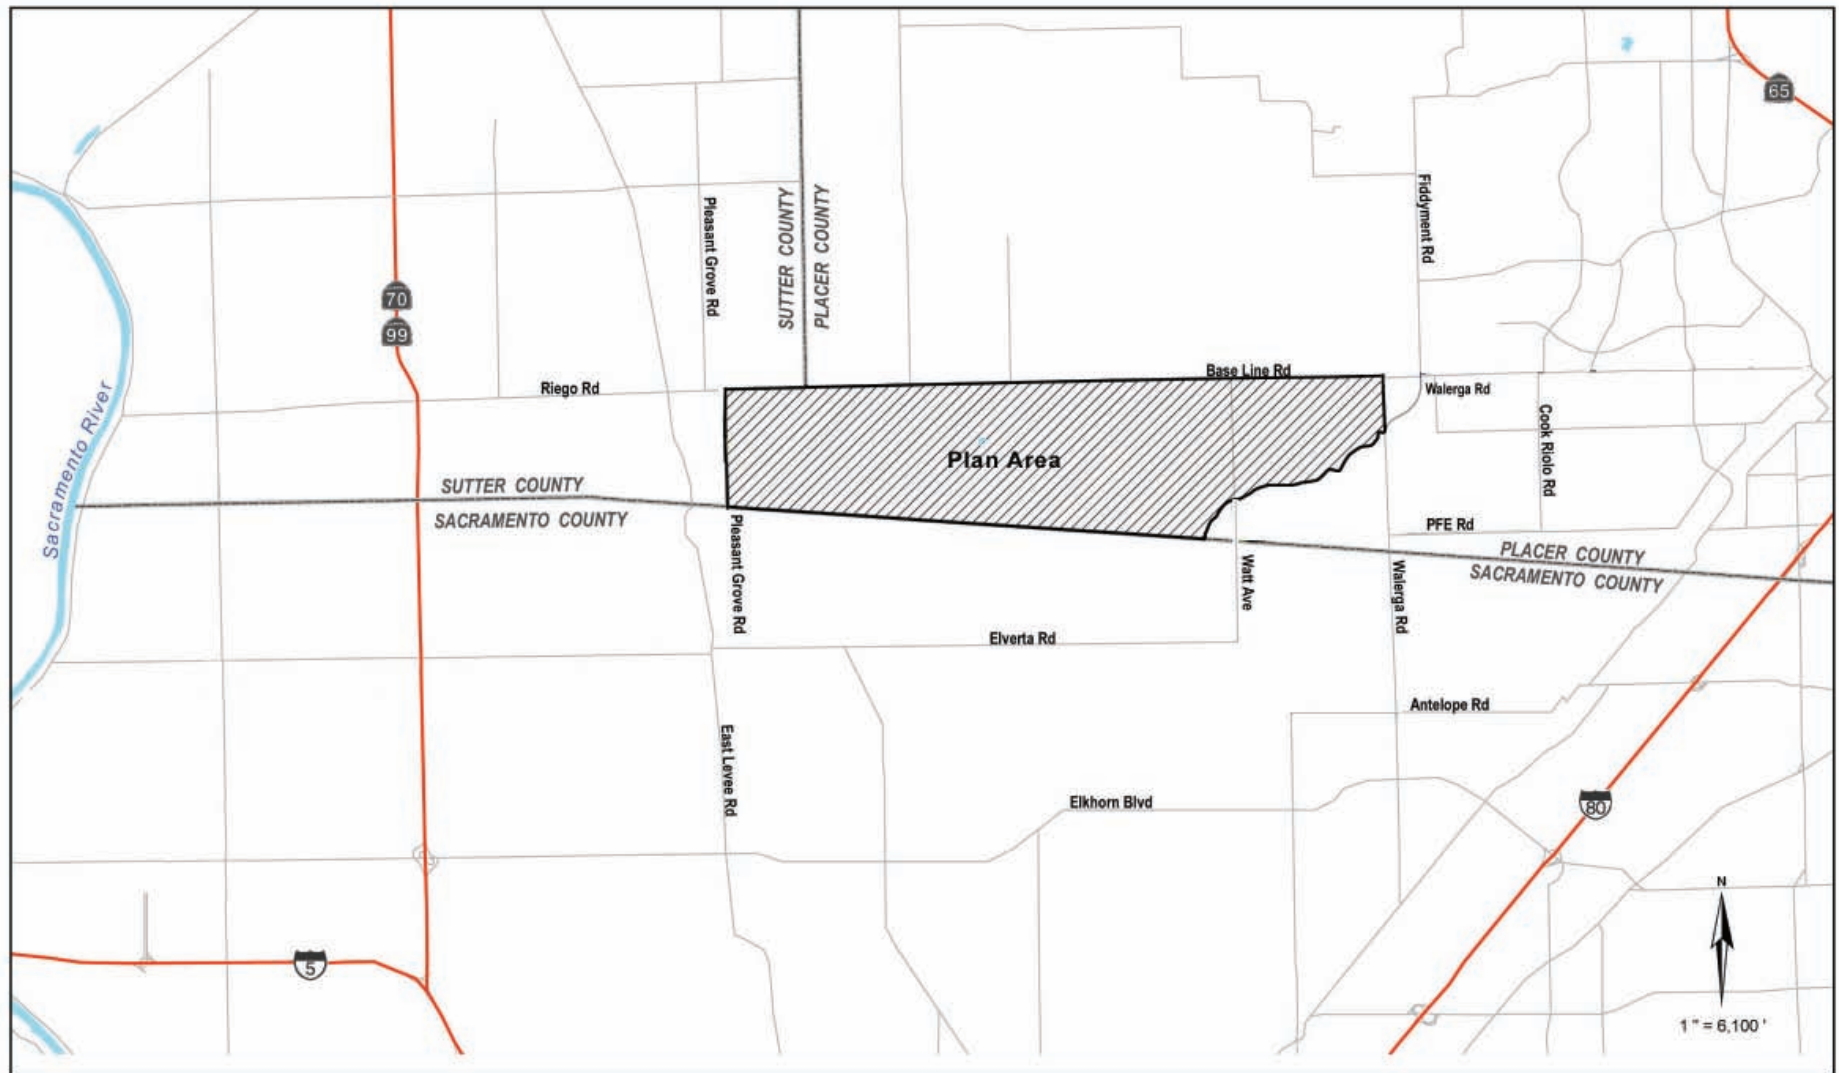 65
Fiddyment Rd
Pleasant Grove Rd
SUTTER COUNTY
PLACER COUNTY
70
99
Base Line Rd
Riego Rd
Walerga Rd
Sacramento River
Cook Riolo Rd
Plan Area
SUTTER COUNTY
SACRAMENTO COUNTY
Pleasant Grove Rd
PFE Rd
PLACER COUNTY
SACRAMENTO COUNTY
Watt Ave
Walerga Rd
Elverta Rd
Antelope Rd
East Levee Rd
Elkhorn Blvd
80
5
N
1 " = 6,100 '